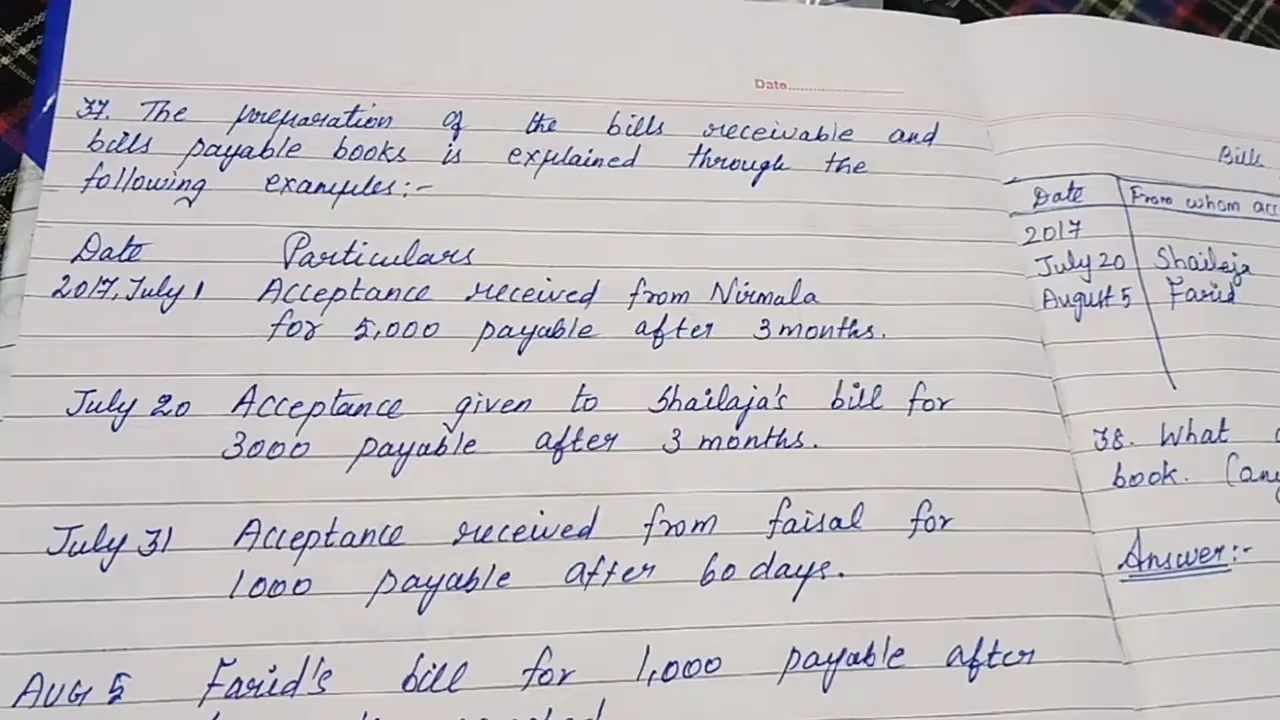 Date
37. The preparation of the bills receivable and
bills payable books is explained through the
following examples:-
Date Particulars
2017, July 1 Acceptance received from Nirmala
for 5,000 payable after 3 months.
July 20 Acceptance given to Shailaja's bill for
3000 payable after 3 months.
July 31 Acceptance received from faisal for
1000 payable after 60 days.
AUG 5 Farid's bill for 1,000 payable after
Bills
Date From whom
2017
July 20 Shailaja
August 5 Farid
38. What
book.
Answer:-